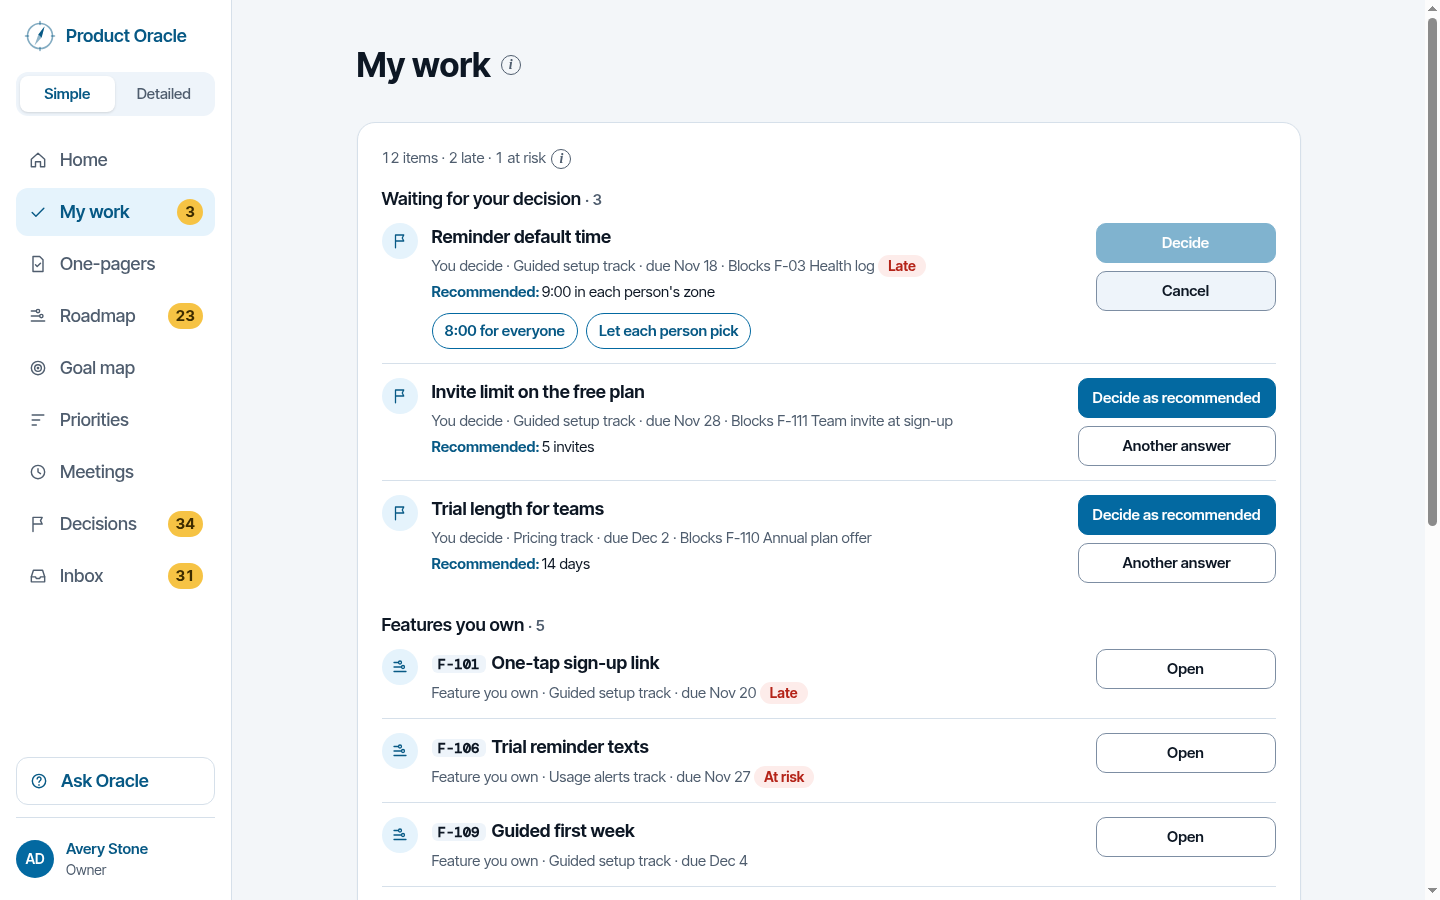 Product Oracle
Simple
Detailed
Home
My work
3
One-pagers
Roadmap
23
Goal map
Priorities
Meetings
Decisions
34
Inbox
31
Ask Oracle
AD
Avery Stone
Owner
My work i
12 items · 2 late · 1 at risk i
Waiting for your decision · 3
Reminder default time
You decide · Guided setup track · due Nov 18 · Blocks F-03 Health log Late
Recommended: 9:00 in each person's zone
8:00 for everyone
Let each person pick
Decide
Cancel
Invite limit on the free plan
You decide · Guided setup track · due Nov 28 · Blocks F-111 Team invite at sign-up
Recommended: 5 invites
Decide as recommended
Another answer
Trial length for teams
You decide · Pricing track · due Dec 2 · Blocks F-110 Annual plan offer
Recommended: 14 days
Decide as recommended
Another answer
Features you own · 5
F-101 One-tap sign-up link
Feature you own · Guided setup track · due Nov 20 Late
Open
F-106 Trial reminder texts
Feature you own · Usage alerts track · due Nov 27 At risk
Open
F-109 Guided first week
Feature you own · Guided setup track · due Dec 4
Open